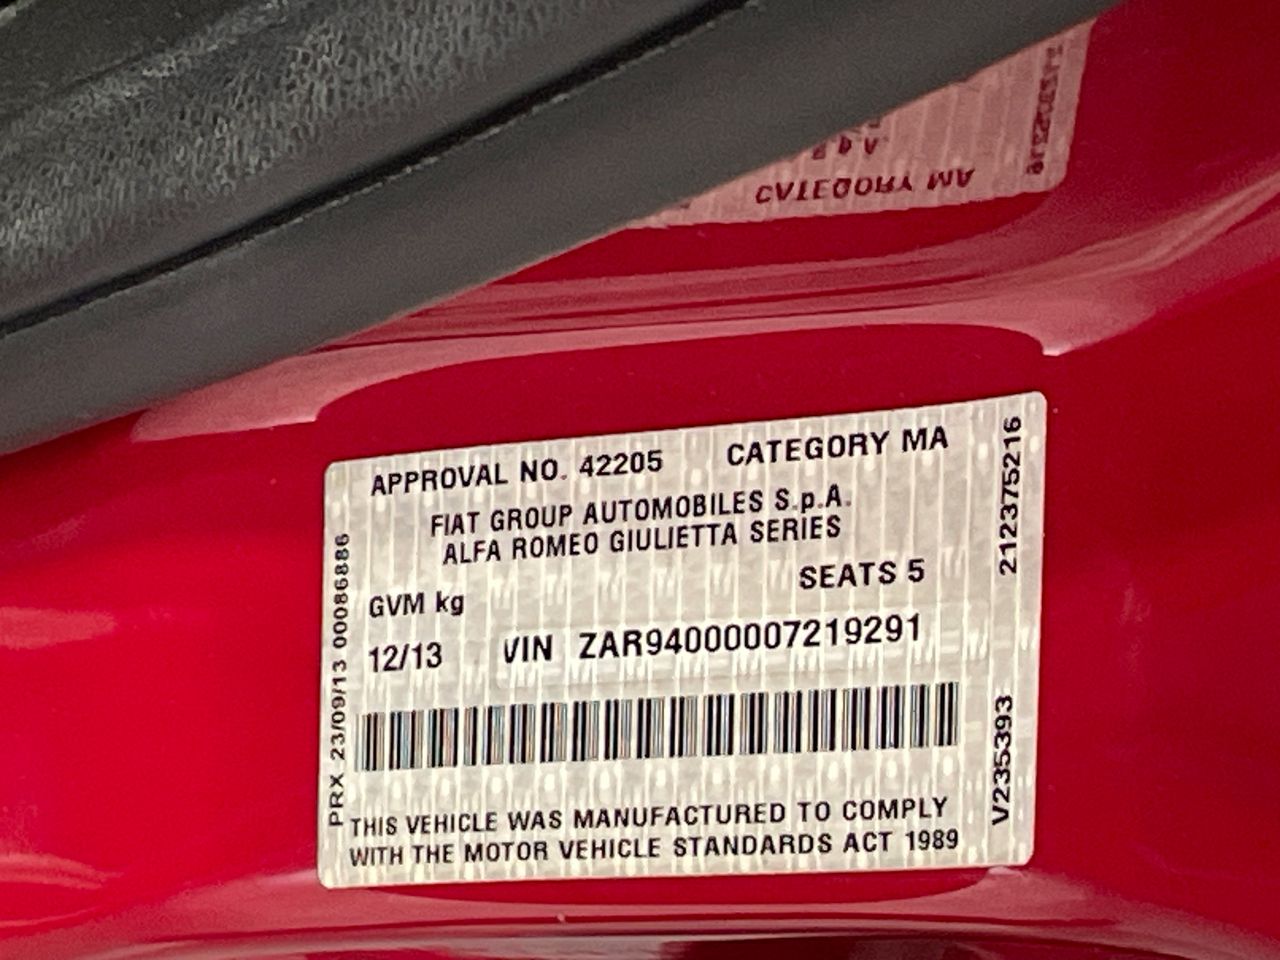 APPROVAL NO. 42205 CATEGORY MA
FIAT GROUP AUTOMOBILES S.p.A.
ALFA ROMEO GIULIETTA SERIES
SEATS 5
GVM kg
12/13 VIN ZAR94000007219291
THIS VEHICLE WAS MANUFACTURED TO COMPLY
WITH THE MOTOR VEHICLE STANDARDS ACT 1989
PRX 23/09/13 00086886
212375216
V235393
CATEGORY MA